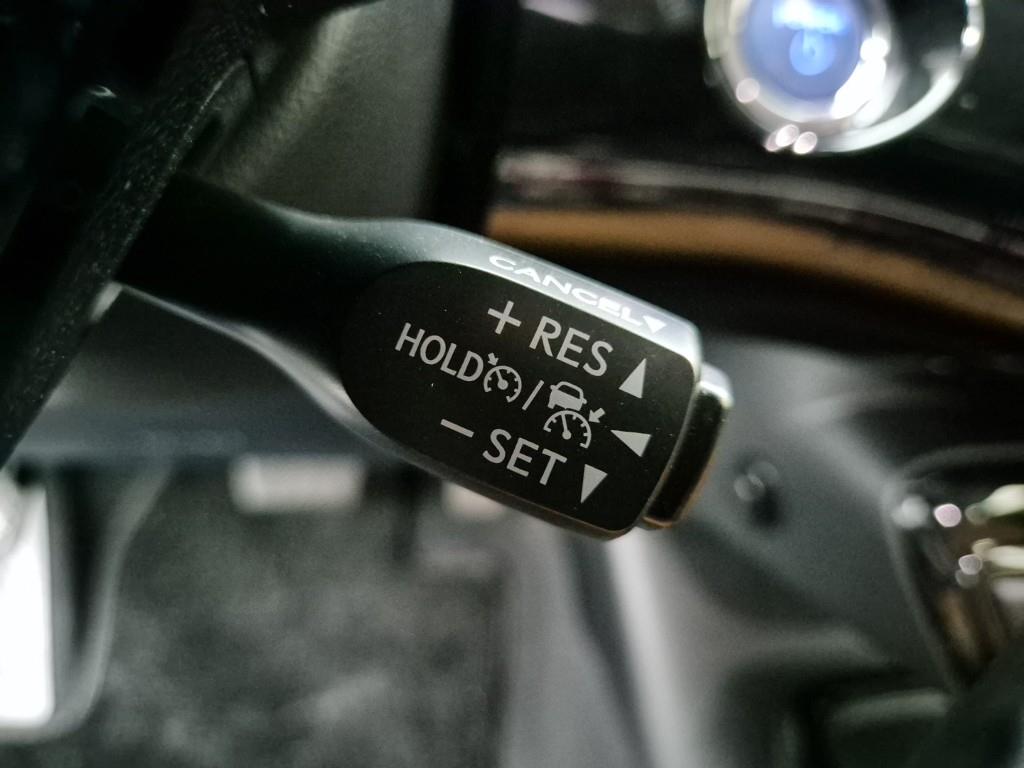 CANCEL▼
+ RES ▲
HOLD / ◀
− SET ▼